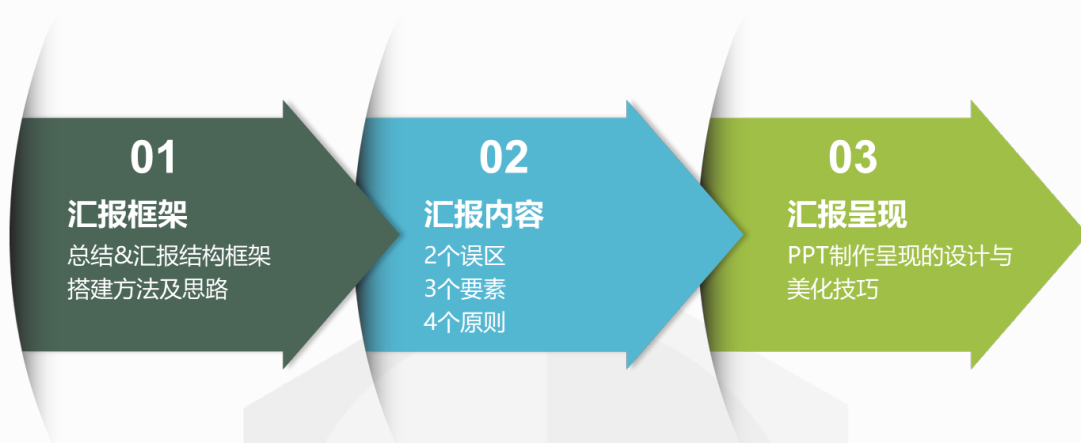 01
汇报框架
总结&汇报结构框架
搭建方法及思路
02
汇报内容
2个误区
3个要素
4个原则
03
汇报呈现
PPT制作呈现的设计与
美化技巧